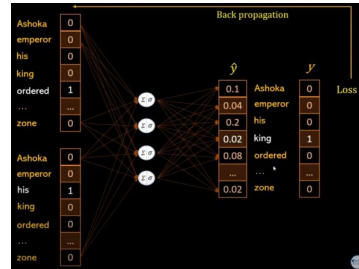 Back propagation
Loss
Ashoka 0
emperor 0
his 0
king 0
ordered 1
... ...
zone 0
Ashoka 0
emperor 0
his 1
king 0
ordered 0
... ...
zone 0
Σ|σ
Σ|σ
Σ|σ
Σ|σ
ŷ y
0.1 Ashoka 0
0.04 emperor 0
0.2 his 0
0.02 king 1
0.08 ordered 0
... ... ...
0.02 zone 0